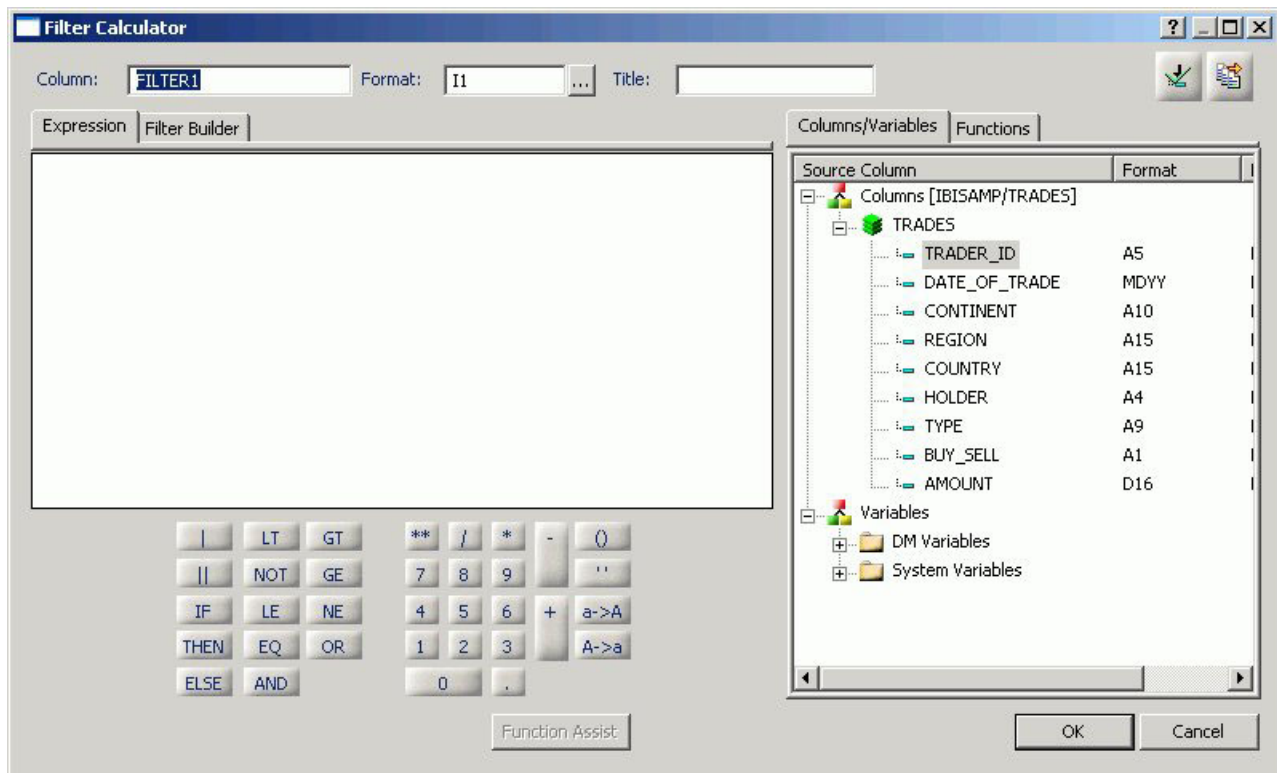 Filter Calculator
Column: FILTER1 Format: I1 ... Title:
Expression Filter Builder
Columns/Variables Functions
Source Column Format
Columns [IBISAMP/TRADES]
TRADES
TRADER_ID A5
DATE_OF_TRADE MDYY
CONTINENT A10
REGION A15
COUNTRY A15
HOLDER A4
TYPE A9
BUY_SELL A1
AMOUNT D16
Variables
DM Variables
System Variables
| LT GT ** / * - ()
|| NOT GE 7 8 9 ''
IF LE NE 4 5 6 + a->A
THEN EQ OR 1 2 3 A->a
ELSE AND 0 .
Function Assist
OK Cancel